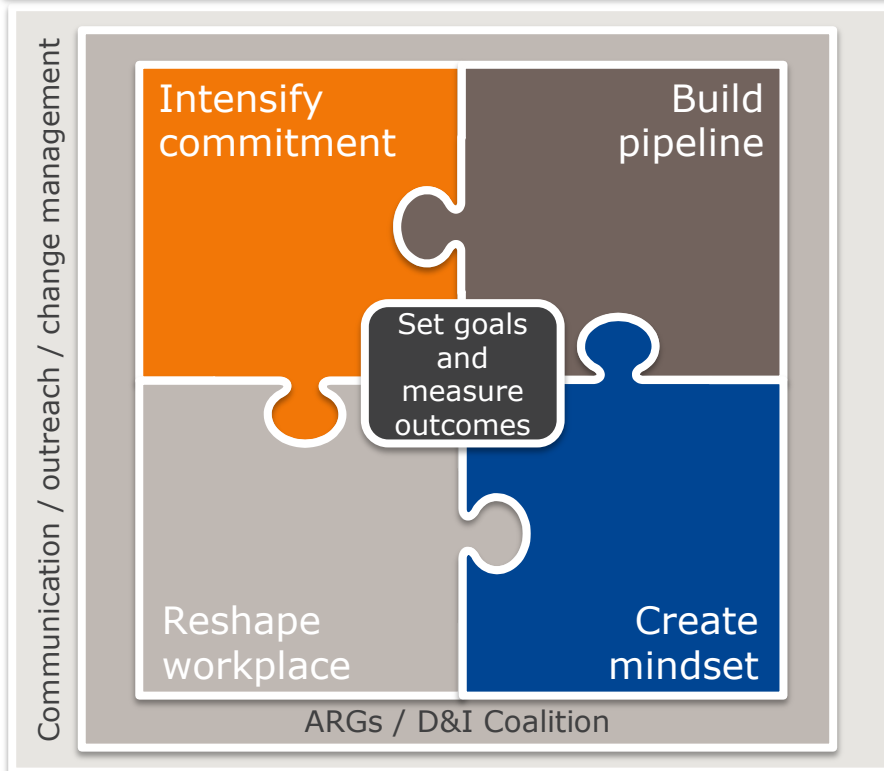 Communication / outreach / change management
Intensify
commitment
Build
pipeline
Set goals
and
measure
outcomes
Reshape
workplace
Create
mindset
ARGs / D&I Coalition